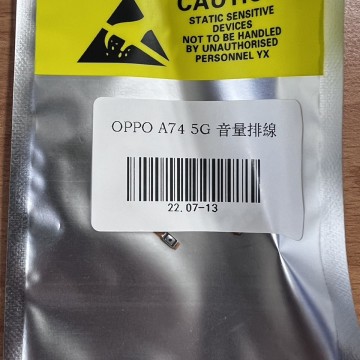 CAUTION
STATIC SENSITIVE
DEVICES
NOT TO BE HANDLED
BY UNAUTHORISED
PERSONNEL YX
OPPO A74 5G 音量排線
22.07-13